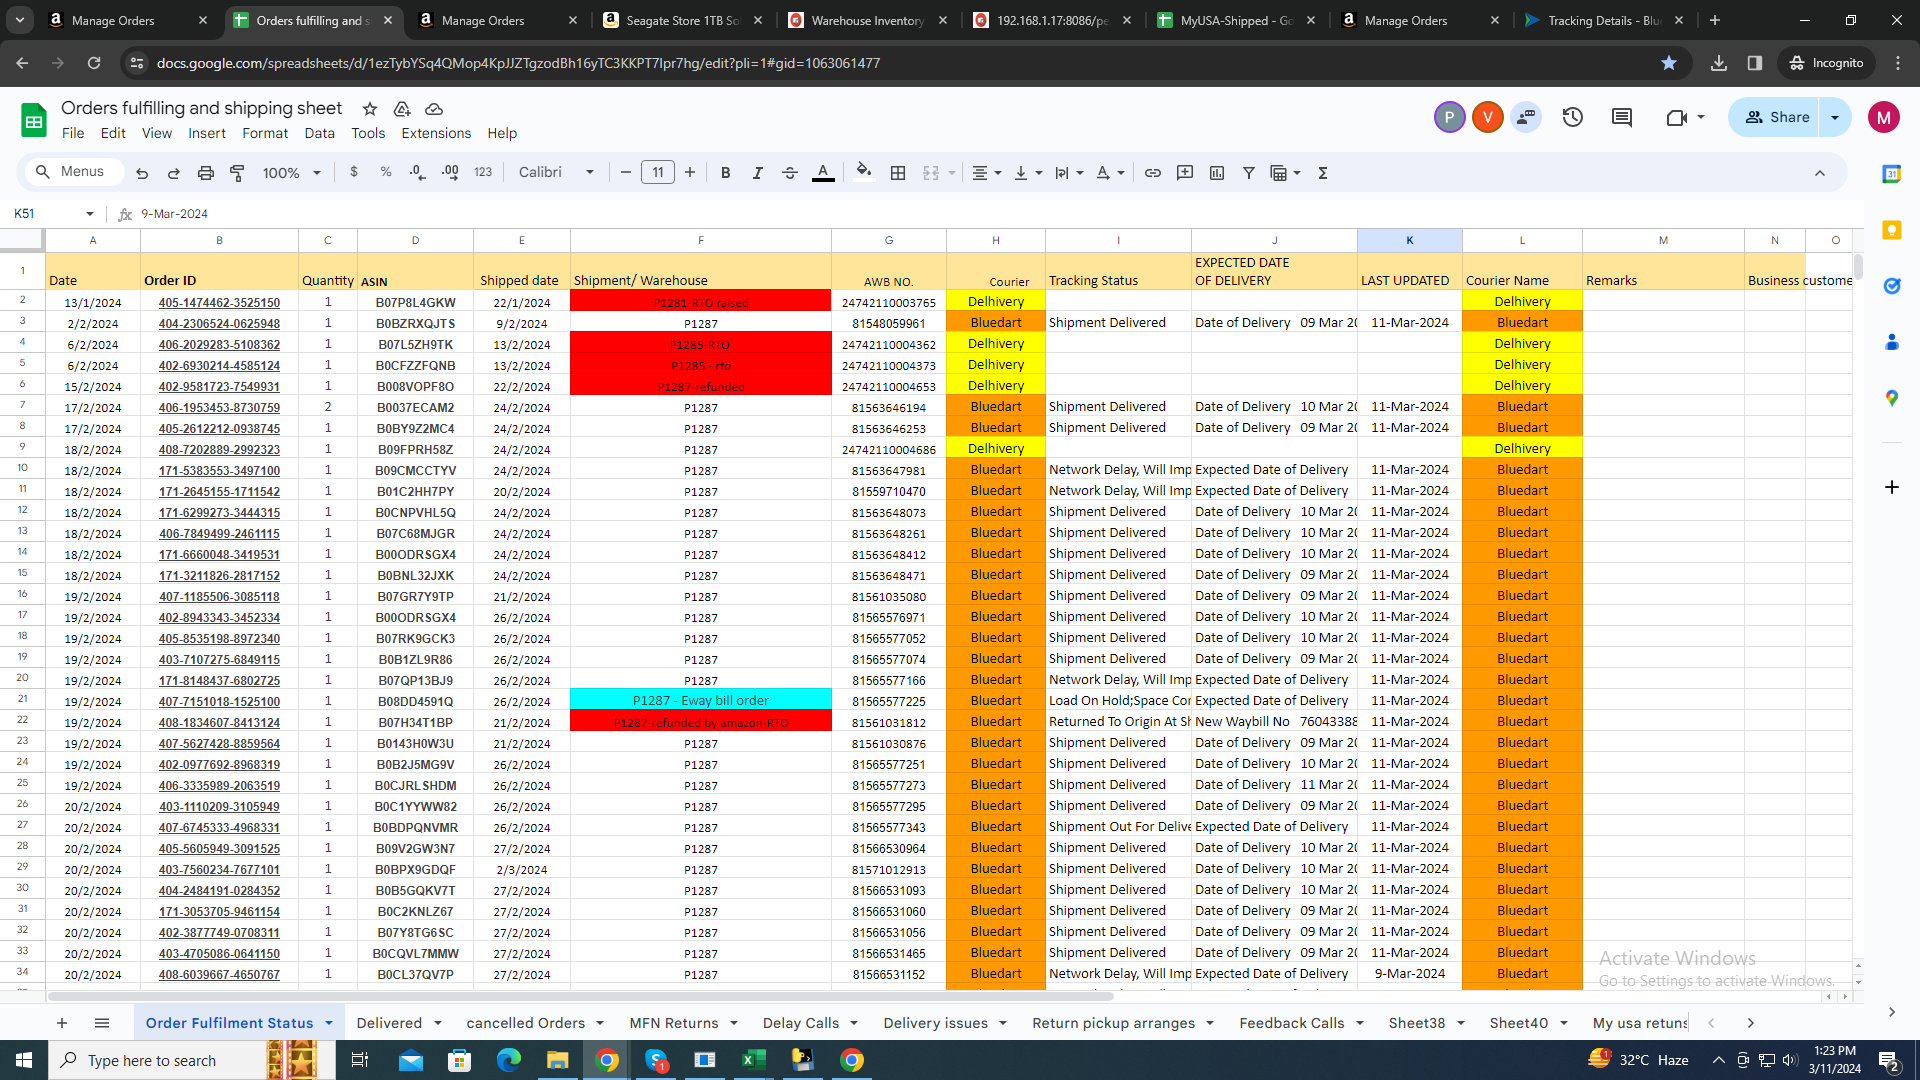 Manage Orders
Orders fulfilling and s
Manage Orders
Seagate Store 1TB So
Warehouse Inventory
192.168.1.17:8086/pe
MyUSA-Shipped - Go
Manage Orders
Tracking Details - Blu
docs.google.com/spreadsheets/d/1ezTybYSq4QMop4KpJJZTgzodBh16yTC3KKPT7Ipr7hg/edit?pli=1#gid=1063061477
Incognito
Orders fulfilling and shipping sheet
P V Share M
File Edit View Insert Format Data Tools Extensions Help
Menus 100% $ % .0 .00 123 Calibri 11 B I A
K51 9-Mar-2024
A B C D E F G H I J K L M N O
1 Date Order ID Quantity ASIN Shipped date Shipment/ Warehouse AWB NO. Courier Tracking Status EXPECTED DATE OF DELIVERY LAST UPDATED Courier Name Remarks Business custome
2 13/1/2024 405-1474462-3525150 1 B07P8L4GKW 22/1/2024 P1281-RTO raised 24742110003765 Delhivery Delhivery
3 2/2/2024 404-2306524-0625948 1 B0BZRXQJTS 9/2/2024 P1287 81548059961 Bluedart Shipment Delivered Date of Delivery 09 Mar 20 11-Mar-2024 Bluedart
4 6/2/2024 406-2029283-5108362 1 B07L5ZH9TK 13/2/2024 P1285-RTO 24742110004362 Delhivery Delhivery
5 6/2/2024 402-6930214-4585124 1 B0CFZZFQNB 13/2/2024 P1285 - rto 24742110004373 Delhivery Delhivery
6 15/2/2024 402-9581723-7549931 1 B008VOPF8O 22/2/2024 P1287-refunded 24742110004653 Delhivery Delhivery
7 17/2/2024 406-1953453-8730759 2 B0037ECAM2 24/2/2024 P1287 81563646194 Bluedart Shipment Delivered Date of Delivery 10 Mar 20 11-Mar-2024 Bluedart
8 17/2/2024 405-2612212-0938745 1 B0BY9Z2MC4 24/2/2024 P1287 81563646253 Bluedart Shipment Delivered Date of Delivery 09 Mar 20 11-Mar-2024 Bluedart
9 18/2/2024 408-7202889-2992323 1 B09FPRH58Z 24/2/2024 P1287 24742110004686 Delhivery Delhivery
10 18/2/2024 171-5383553-3497100 1 B09CMCCTYV 24/2/2024 P1287 81563647981 Bluedart Network Delay, Will Imp Expected Date of Delivery 11-Mar-2024 Bluedart
11 18/2/2024 171-2645155-1711542 1 B01C2HH7PY 20/2/2024 P1287 81559710470 Bluedart Network Delay, Will Imp Expected Date of Delivery 11-Mar-2024 Bluedart
12 18/2/2024 171-6299273-3444315 1 B0CNPVHL5Q 24/2/2024 P1287 81563648073 Bluedart Shipment Delivered Date of Delivery 10 Mar 20 11-Mar-2024 Bluedart
13 18/2/2024 406-7849499-2461115 1 B07C68MJGR 24/2/2024 P1287 81563648261 Bluedart Shipment Delivered Date of Delivery 10 Mar 20 11-Mar-2024 Bluedart
14 18/2/2024 171-6660048-3419531 1 B00ODRSGX4 24/2/2024 P1287 81563648412 Bluedart Shipment Delivered Date of Delivery 10 Mar 20 11-Mar-2024 Bluedart
15 18/2/2024 171-3211826-2817152 1 B0BNL32JXK 24/2/2024 P1287 81563648471 Bluedart Shipment Delivered Date of Delivery 09 Mar 20 11-Mar-2024 Bluedart
16 19/2/2024 407-1185506-3085118 1 B07GR7Y9TP 21/2/2024 P1287 81561035080 Bluedart Shipment Delivered Date of Delivery 09 Mar 20 11-Mar-2024 Bluedart
17 19/2/2024 402-8943343-3452334 1 B00ODRSGX4 26/2/2024 P1287 81565576971 Bluedart Shipment Delivered Date of Delivery 10 Mar 20 11-Mar-2024 Bluedart
18 19/2/2024 405-8535198-8972340 1 B07RK9GCK3 26/2/2024 P1287 81565577052 Bluedart Shipment Delivered Date of Delivery 10 Mar 20 11-Mar-2024 Bluedart
19 19/2/2024 403-7107275-6849115 1 B0B1ZL9R86 26/2/2024 P1287 81565577074 Bluedart Shipment Delivered Date of Delivery 09 Mar 20 11-Mar-2024 Bluedart
20 19/2/2024 171-8148437-6802725 1 B07QP13BJ9 26/2/2024 P1287 81565577166 Bluedart Network Delay, Will Imp Expected Date of Delivery 11-Mar-2024 Bluedart
21 19/2/2024 407-7151018-1525100 1 B08DD4591Q 26/2/2024 P1287 - Eway bill order 81565577225 Bluedart Load On Hold;Space Con Expected Date of Delivery 11-Mar-2024 Bluedart
22 19/2/2024 408-1834607-8413124 1 B07H34T1BP 21/2/2024 P1287-refunded by amazon-RTO 81561031812 Bluedart Returned To Origin At Sh New Waybill No 76043388 11-Mar-2024 Bluedart
23 19/2/2024 407-5627428-8859564 1 B0143H0W3U 21/2/2024 P1287 81561030876 Bluedart Shipment Delivered Date of Delivery 09 Mar 20 11-Mar-2024 Bluedart
24 19/2/2024 402-0977692-8968319 1 B0B2J5MG9V 26/2/2024 P1287 81565577251 Bluedart Shipment Delivered Date of Delivery 10 Mar 20 11-Mar-2024 Bluedart
25 19/2/2024 406-3335989-2063519 1 B0CJRLSHDM 26/2/2024 P1287 81565577273 Bluedart Shipment Delivered Date of Delivery 11 Mar 20 11-Mar-2024 Bluedart
26 20/2/2024 403-1110209-3105949 1 B0C1YYWW82 26/2/2024 P1287 81565577295 Bluedart Shipment Delivered Date of Delivery 09 Mar 20 11-Mar-2024 Bluedart
27 20/2/2024 407-6745333-4968331 1 B0BDPQNVMR 26/2/2024 P1287 81565577343 Bluedart Shipment Out For Delive Expected Date of Delivery 11-Mar-2024 Bluedart
28 20/2/2024 405-5605949-3091525 1 B09V2GW3N7 27/2/2024 P1287 81566530964 Bluedart Shipment Delivered Date of Delivery 10 Mar 20 11-Mar-2024 Bluedart
29 20/2/2024 403-7560234-7677101 1 B0BPX9GDQF 2/3/2024 P1287 81571012913 Bluedart Shipment Delivered Date of Delivery 10 Mar 20 11-Mar-2024 Bluedart
30 20/2/2024 404-2484191-0284352 1 B0B5GQKV7T 27/2/2024 P1287 81566531093 Bluedart Shipment Delivered Date of Delivery 10 Mar 20 11-Mar-2024 Bluedart
31 20/2/2024 171-3053705-9461154 1 B0C2KNLZ67 27/2/2024 P1287 81566531060 Bluedart Shipment Delivered Date of Delivery 09 Mar 20 11-Mar-2024 Bluedart
32 20/2/2024 402-3877749-0708311 1 B07Y8TG6SC 27/2/2024 P1287 81566531056 Bluedart Shipment Delivered Date of Delivery 09 Mar 20 11-Mar-2024 Bluedart
33 20/2/2024 403-4705086-0641150 1 B0CQVL7MMW 27/2/2024 P1287 81566531465 Bluedart Shipment Delivered Date of Delivery 09 Mar 20 11-Mar-2024 Bluedart
34 20/2/2024 408-6039667-4650767 1 B0CL37QV7P 27/2/2024 P1287 81566531152 Bluedart Network Delay, Will Imp Expected Date of Delivery 9-Mar-2024 Bluedart
Activate Windows
Go to Settings to activate Windows.
Order Fulfilment Status Delivered cancelled Orders MFN Returns Delay Calls Delivery issues Return pickup arranges Feedback Calls Sheet38 Sheet40 My usa retuns
Type here to search
32°C Haze
1:23 PM
3/11/2024